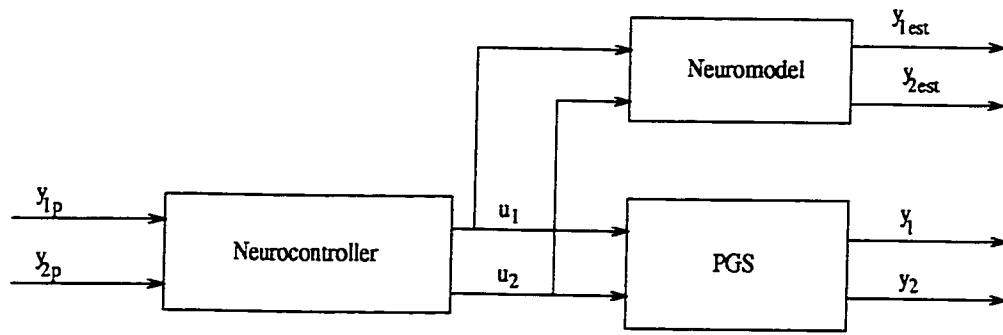 y1est
Neuromodel
y2est
y1p
u1
y1
Neurocontroller
PGS
y2p
u2
y2